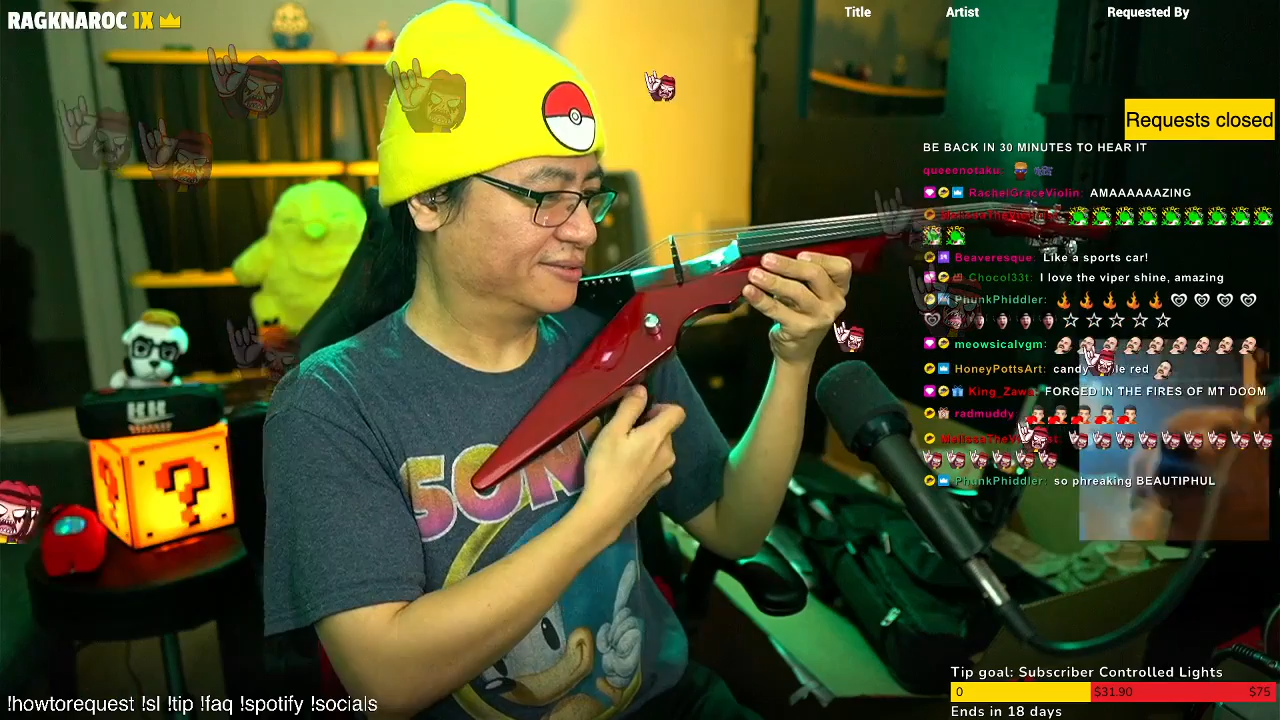 RAGKNAROC 1X
Title Artist Requested By
Requests closed
BE BACK IN 30 MINUTES TO HEAR IT
queeenotaku:
RachelGraceViolin: AMAAAAAZING
Beaveresque: Like a sports car!
Chocol33t: I love the viper shine, amazing
PhunkPhiddler:
meowsicalvgm:
HoneyPottsArt: candy red
King_Zawa: FORGED IN THE FIRES OF MT DOOM
radmuddy:
PhunkPhiddler: so phreaking BEAUTIPHUL
SONIC
Tip goal: Subscriber Controlled Lights
0 $31.90 $75
Ends in 18 days
!howtorequest !sl !tip !faq !spotify !socials